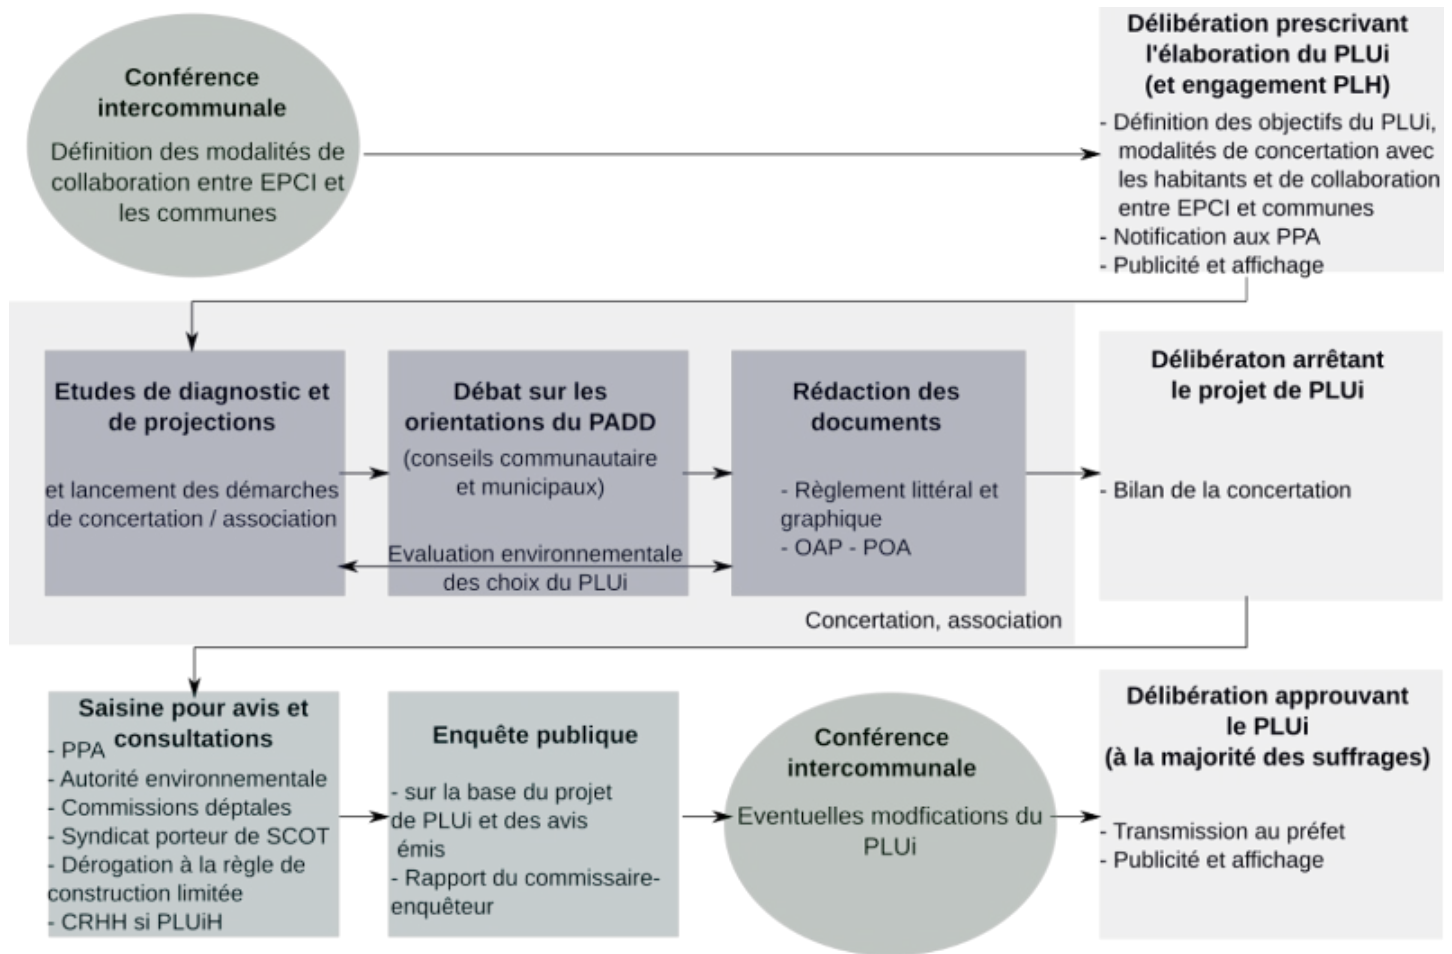 Conférence
intercommunale
Définition des modalités de
collaboration entre EPCI et
les communes
Délibération prescrivant
l'élaboration du PLUi
(et engagement PLH)
- Définition des objectifs du PLUi,
modalités de concertation avec
les habitants et de collaboration
entre EPCI et communes
- Notification aux PPA
- Publicité et affichage
Etudes de diagnostic et
de projections
et lancement des démarches
de concertation / association
Débat sur les
orientations du PADD
(conseils communautaire
et municipaux)
Evaluation environnementale
des choix du PLUi
Rédaction des
documents
- Règlement littéral et
graphique
- OAP - POA
Concertation, association
Délibératon arrêtant
le projet de PLUi
- Bilan de la concertation
Saisine pour avis et
consultations
- PPA
- Autorité environnementale
- Commissions déptales
- Syndicat porteur de SCOT
- Dérogation à la règle de
construction limitée
- CRHH si PLUiH
Enquête publique
- sur la base du projet
de PLUi et des avis
émis
- Rapport du commissaire-
enquêteur
Conférence
intercommunale
Eventuelles modfications du
PLUi
Délibération approuvant
le PLUi
(à la majorité des suffrages)
- Transmission au préfet
- Publicité et affichage